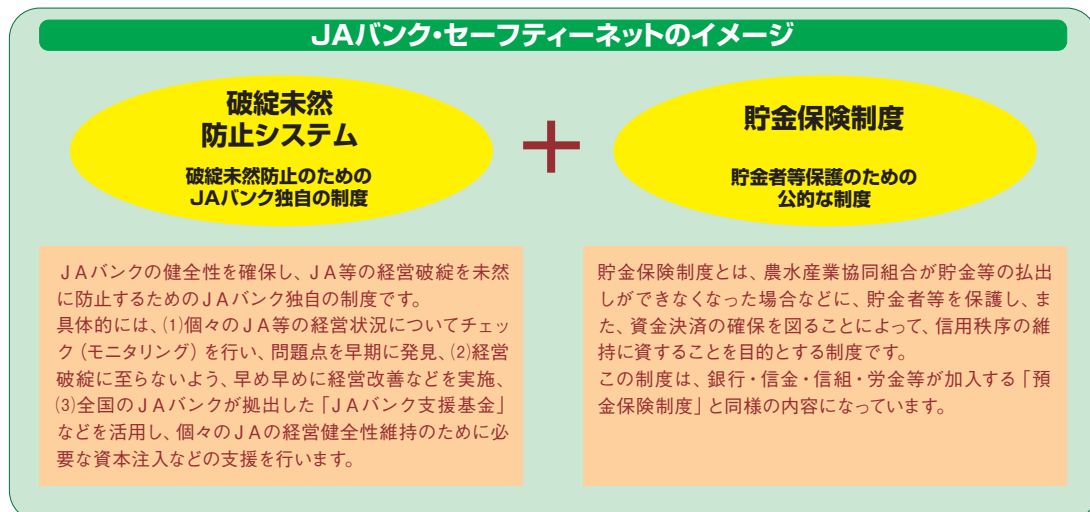 JAバンク・セーフティーネットのイメージ
破綻未然
防止システム
破綻未然防止のための
JAバンク独自の制度
+
貯金保険制度
貯金者等保護のための
公的な制度
JAバンクの健全性を確保し、JA等の経営破綻を未然
に防止するためのJAバンク独自の制度です。
具体的には、⑴個々のJA等の経営状況についてチェッ
ク(モニタリング)を行い、問題点を早期に発見、⑵経営
破綻に至らないよう、早め早めに経営改善などを実施、
⑶全国のJAバンクが拠出した「JAバンク支援基金」
などを活用し、個々のJAの経営健全性維持のために必
要な資本注入などの支援を行います。
貯金保険制度とは、農水産業協同組合が貯金等の払出
しができなくなった場合などに、貯金者等を保護し、ま
た、資金決済の確保を図ることによって、信用秩序の維
持に資することを目的とする制度です。
この制度は、銀行・信金・信組・労金等が加入する「預
金保険制度」と同様の内容になっています。